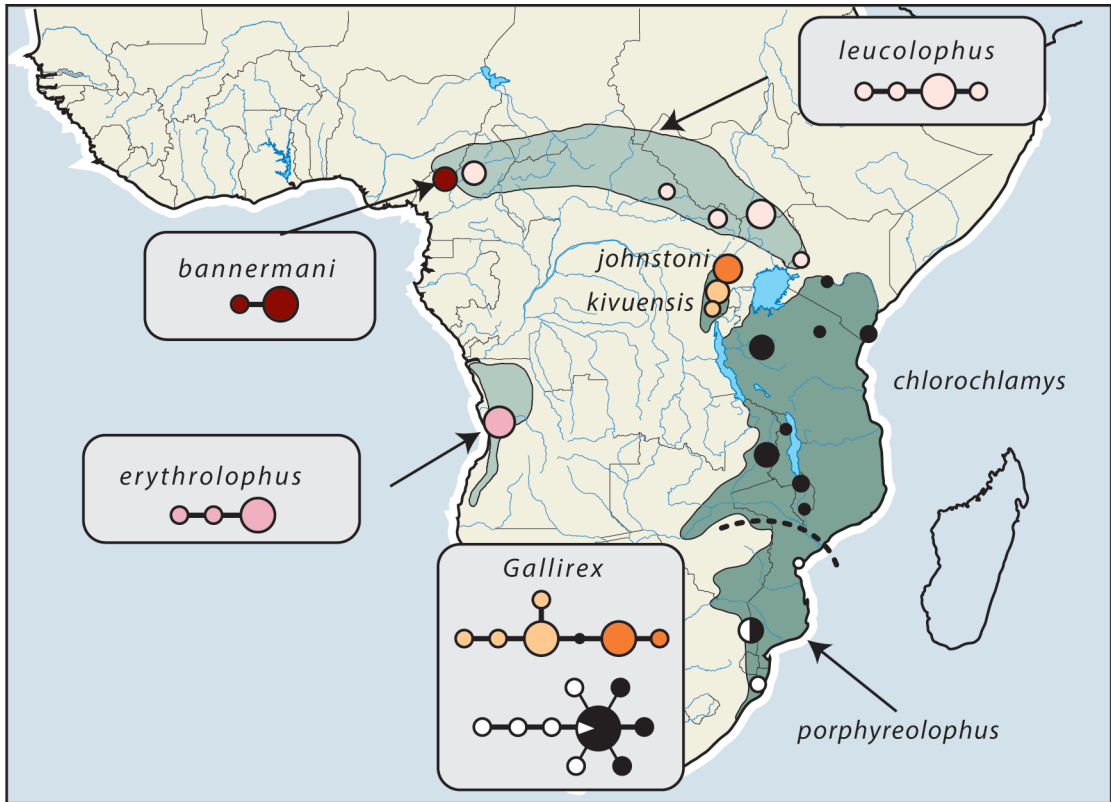 leucolophus
bannermani
johnstoni
kivuensis
chlorochlamys
erythrolophus
Gallirex
porphyreolophus